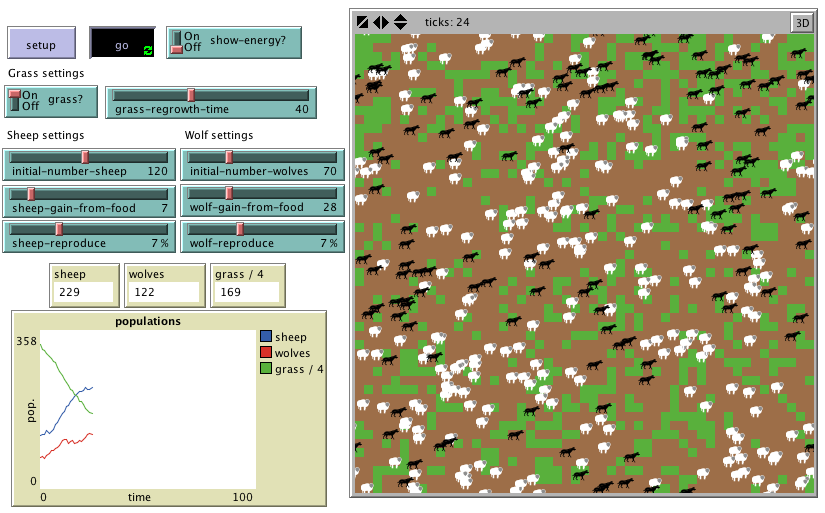 setup
go
On
Off
show-energy?
ticks: 24
3D
Grass settings
On
Off
grass?
grass-regrowth-time 40
Sheep settings
Wolf settings
initial-number-sheep 120
initial-number-wolves 70
sheep-gain-from-food 7
wolf-gain-from-food 28
sheep-reproduce 7 %
wolf-reproduce 7 %
sheep
229
wolves
122
grass / 4
169
populations
358
pop.
0
0
time
100
sheep
wolves
grass / 4